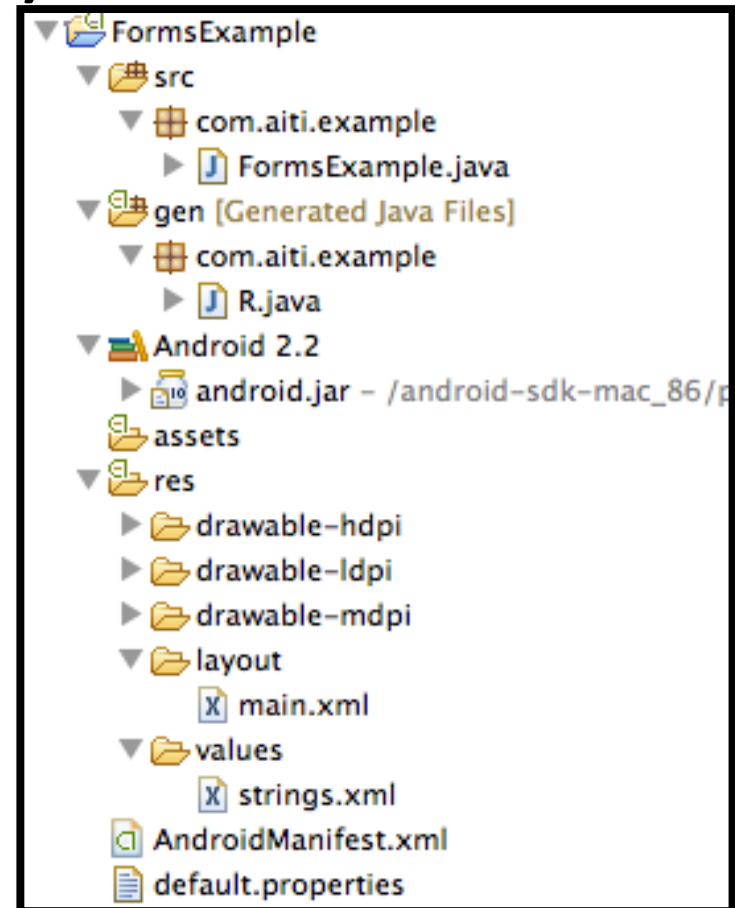 FormsExample
src
com.aiti.example
FormsExample.java
gen [Generated Java Files]
com.aiti.example
R.java
Android 2.2
android.jar – /android-sdk-mac_86/p
assets
res
drawable-hdpi
drawable-ldpi
drawable-mdpi
layout
main.xml
values
strings.xml
AndroidManifest.xml
default.properties